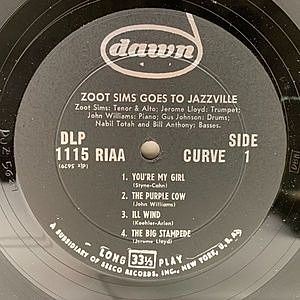 dawn
ZOOT SIMS GOES TO JAZZVILLE
Zoot Sims: Tenor & Alto; Jerome Lloyd: Trumpet;
John Williams: Piano; Gus Johnson: Drums;
Nabil Totah and Bill Anthony: Basses.
DLP SIDE
1115 RIAA CURVE 1
(dlx 5629)
1. YOU'RE MY GIRL
(Styne-Cahn)
2. THE PURPLE COW
(John Williams)
3. ILL WIND
(Koehler-Arlen)
4. THE BIG STAMPEDE
(Jerome Lloyd)
LONG 33⅓ PLAY
A SUBSIDIARY OF SEECO RECORDS, INC., NEW YORK, U.S.A.